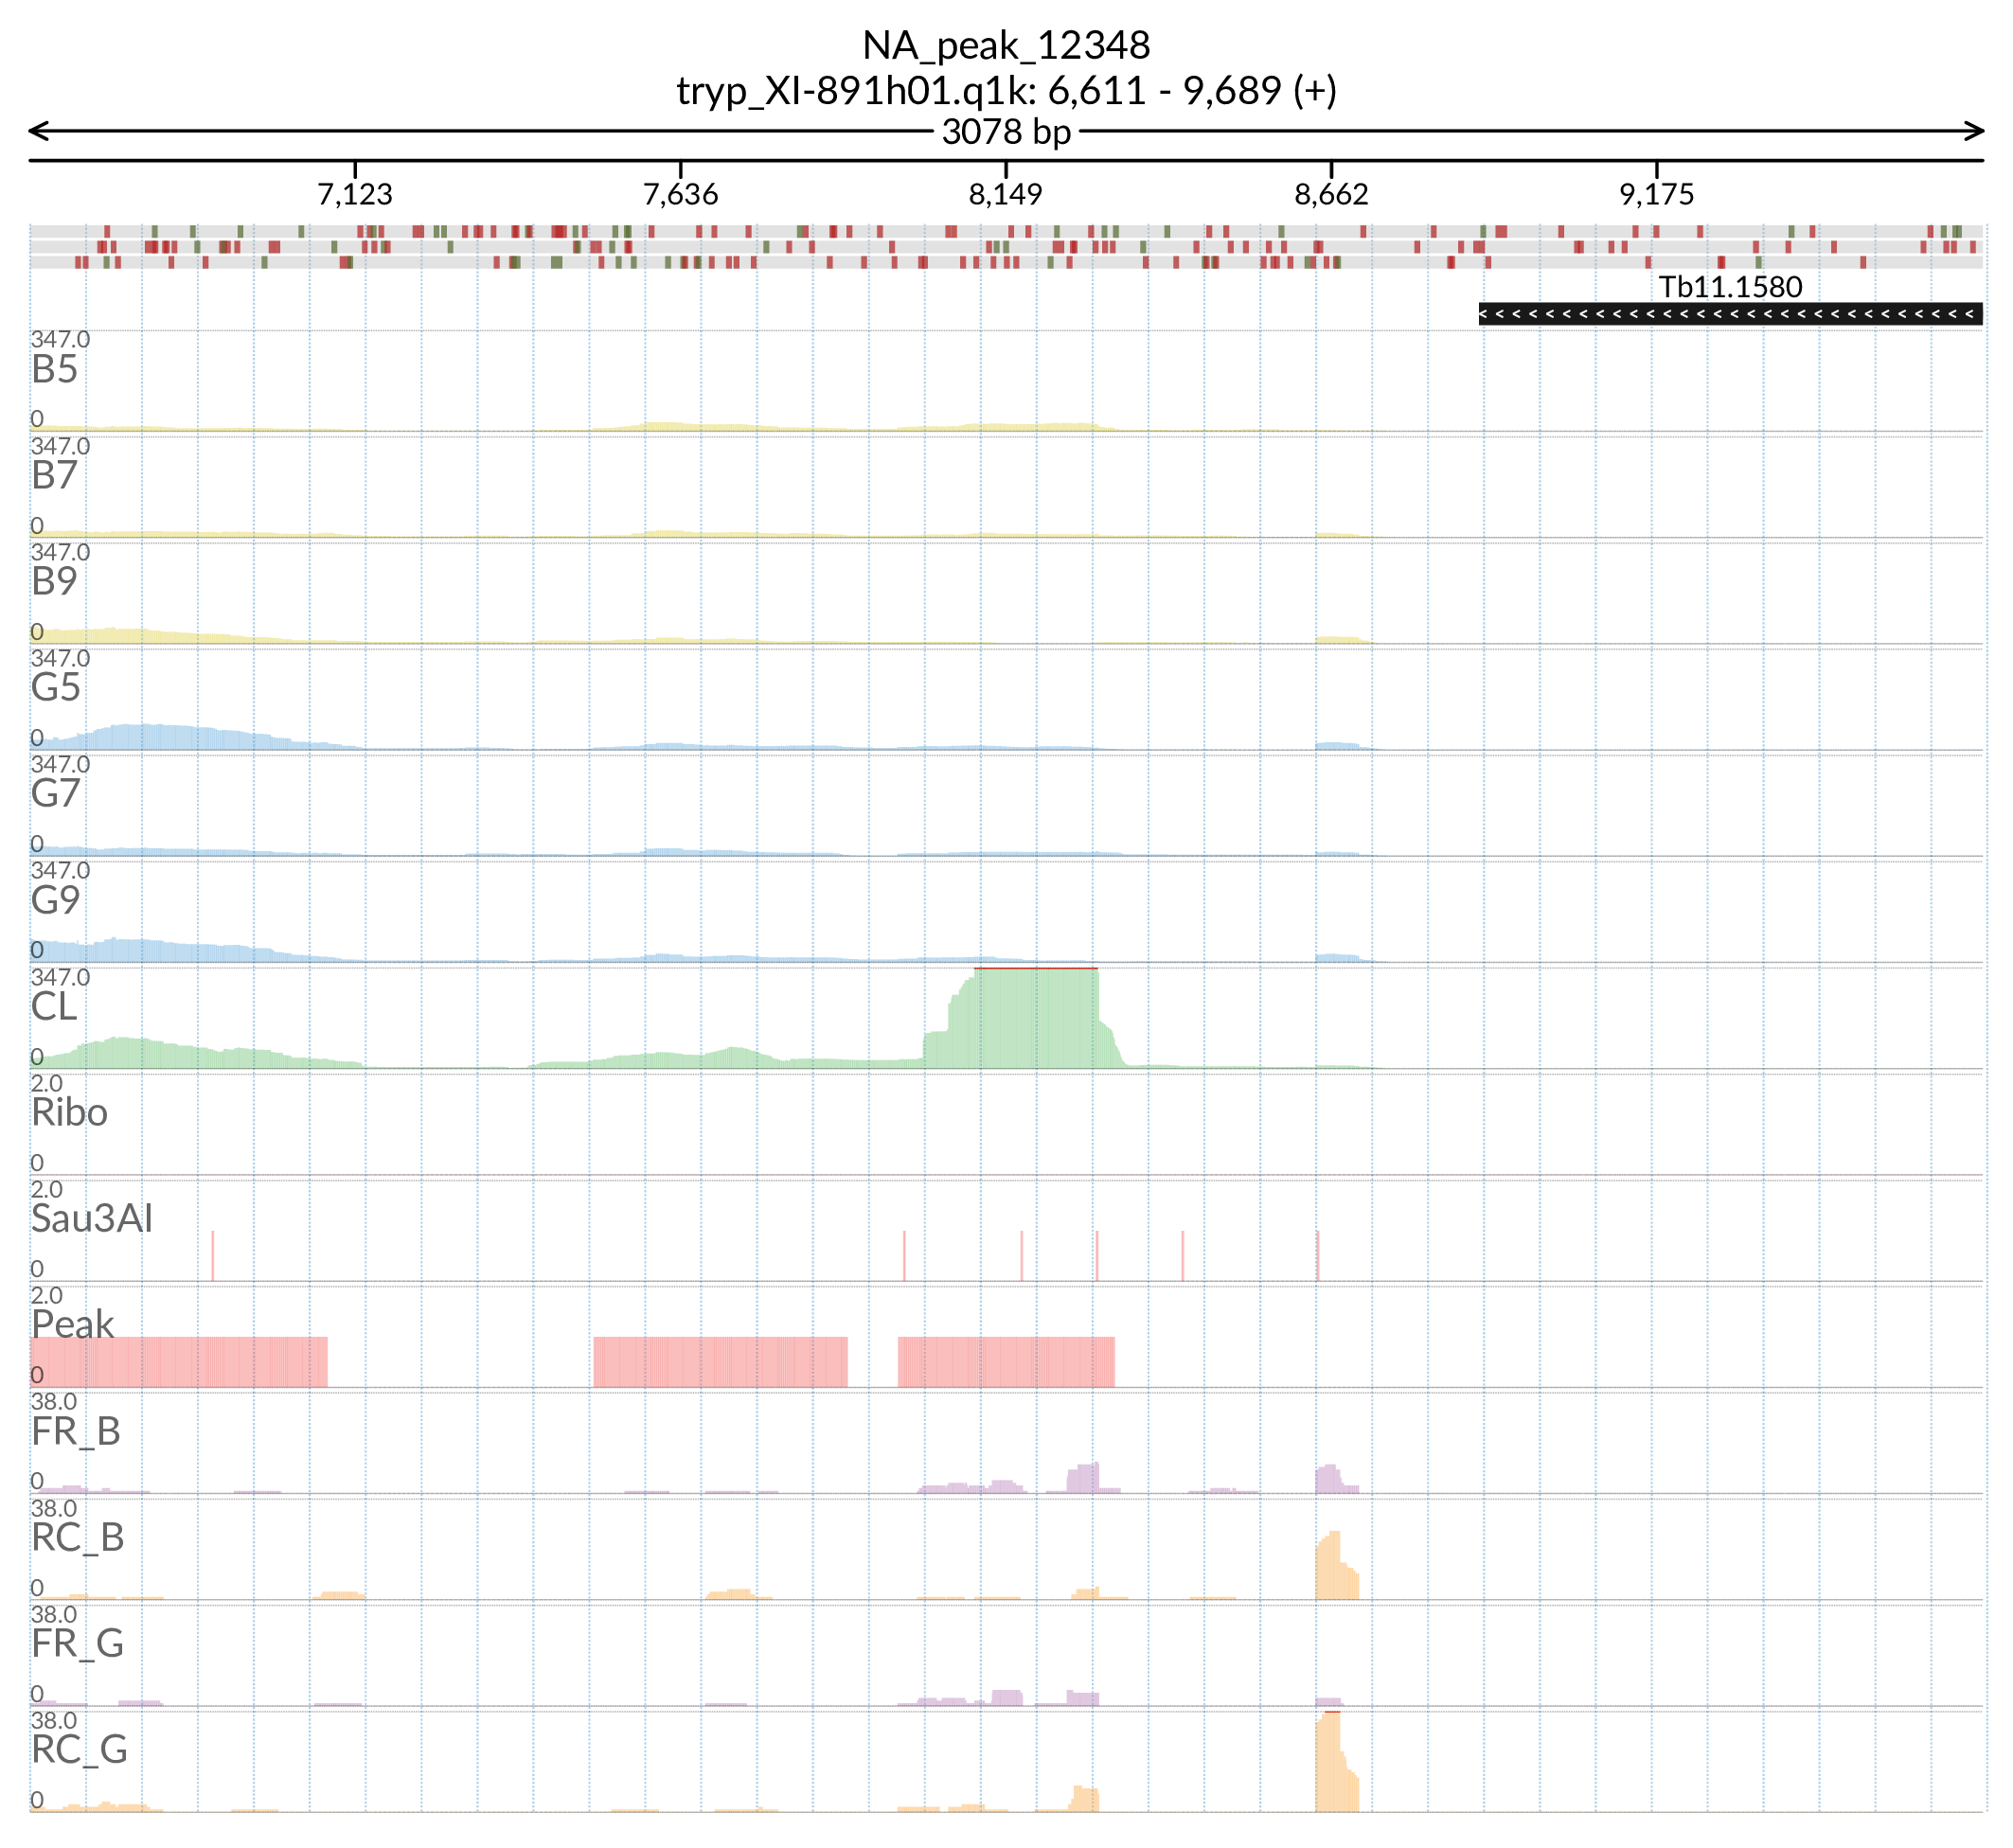 NA_peak_12348
tryp_XI-891h01.q1k: 6,611 - 9,689 (+)
3078 bp
7,123 7,636 8,149 8,662 9,175
Tb11.1580
347.0
B5
0
347.0
B7
0
347.0
B9
0
347.0
G5
0
347.0
G7
0
347.0
G9
0
347.0
CL
0
2.0
Ribo
0
2.0
Sau3AI
0
2.0
Peak
0
38.0
FR_B
0
38.0
RC_B
0
38.0
FR_G
0
38.0
RC_G
0